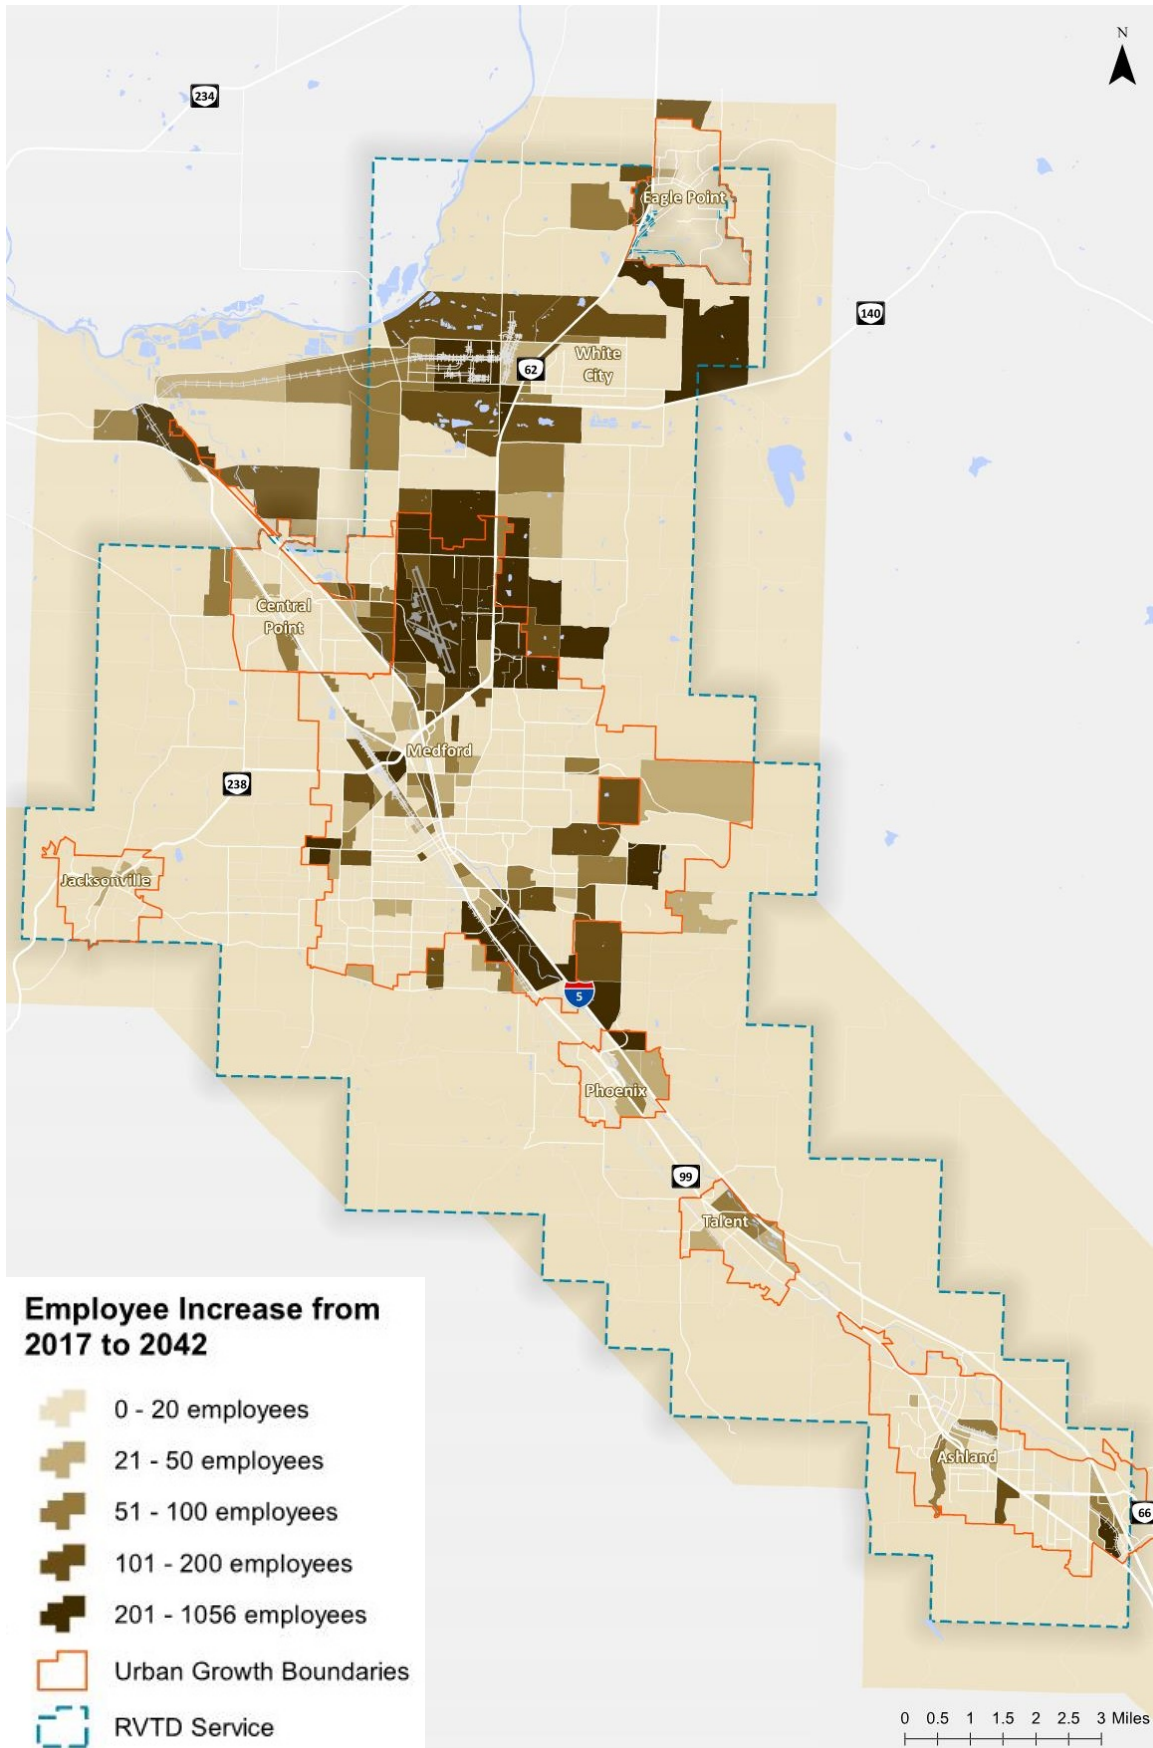 N
234
Eagle Point
140
White
City
62
Central
Point
Medford
238
Jacksonville
5
Phoenix
99
Talent
Ashland
66
Employee Increase from
2017 to 2042
0 - 20 employees
21 - 50 employees
51 - 100 employees
101 - 200 employees
201 - 1056 employees
Urban Growth Boundaries
RVTD Service
0 0.5 1 1.5 2 2.5 3 Miles